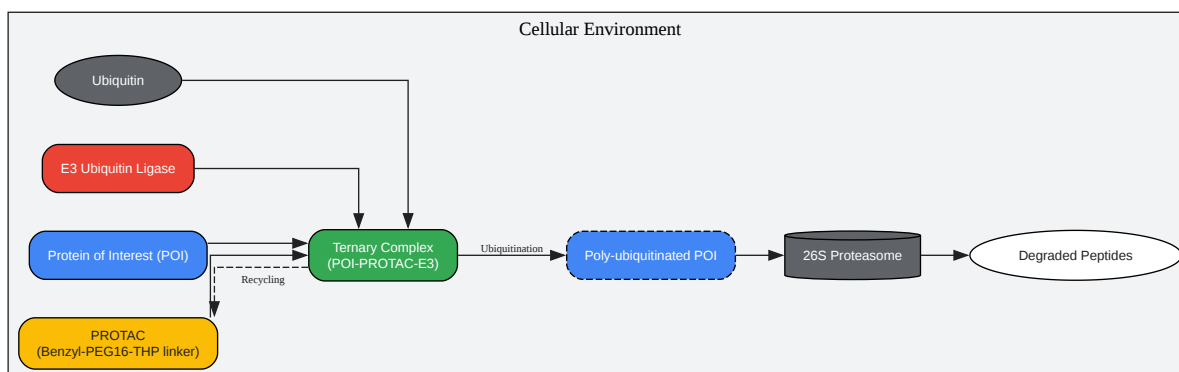 Cellular Environment
Ubiquitin
E3 Ubiquitin Ligase
Protein of Interest (POI)
Ternary Complex
(POI-PROTAC-E3)
Ubiquitination
Poly-ubiquitinated POI
26S Proteasome
Degraded Peptides
Recycling
PROTAC
(Benzyl-PEG16-THP linker)